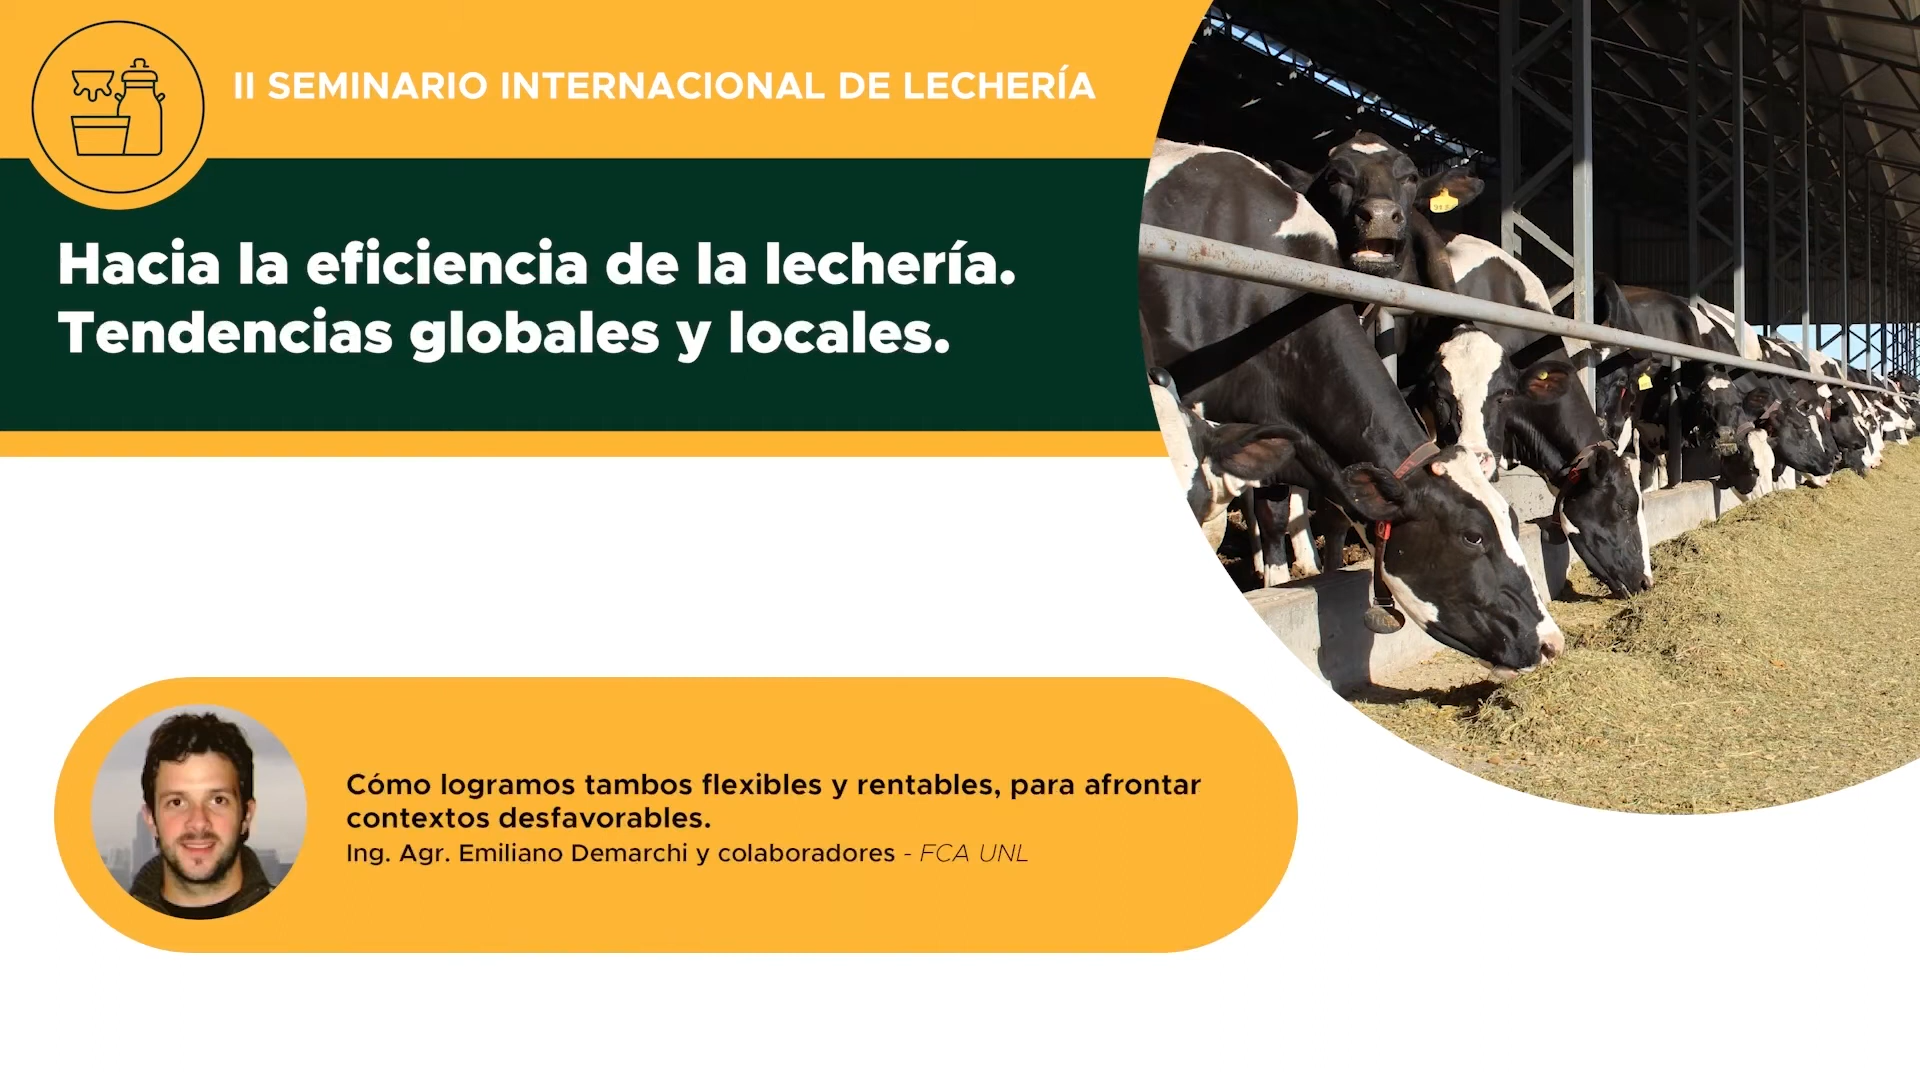 II SEMINARIO INTERNACIONAL DE LECHERÍA
Hacia la eficiencia de la lechería.
Tendencias globales y locales.
Cómo logramos tambos flexibles y rentables, para afrontar
contextos desfavorables.
Ing. Agr. Emiliano Demarchi y colaboradores - FCA UNL